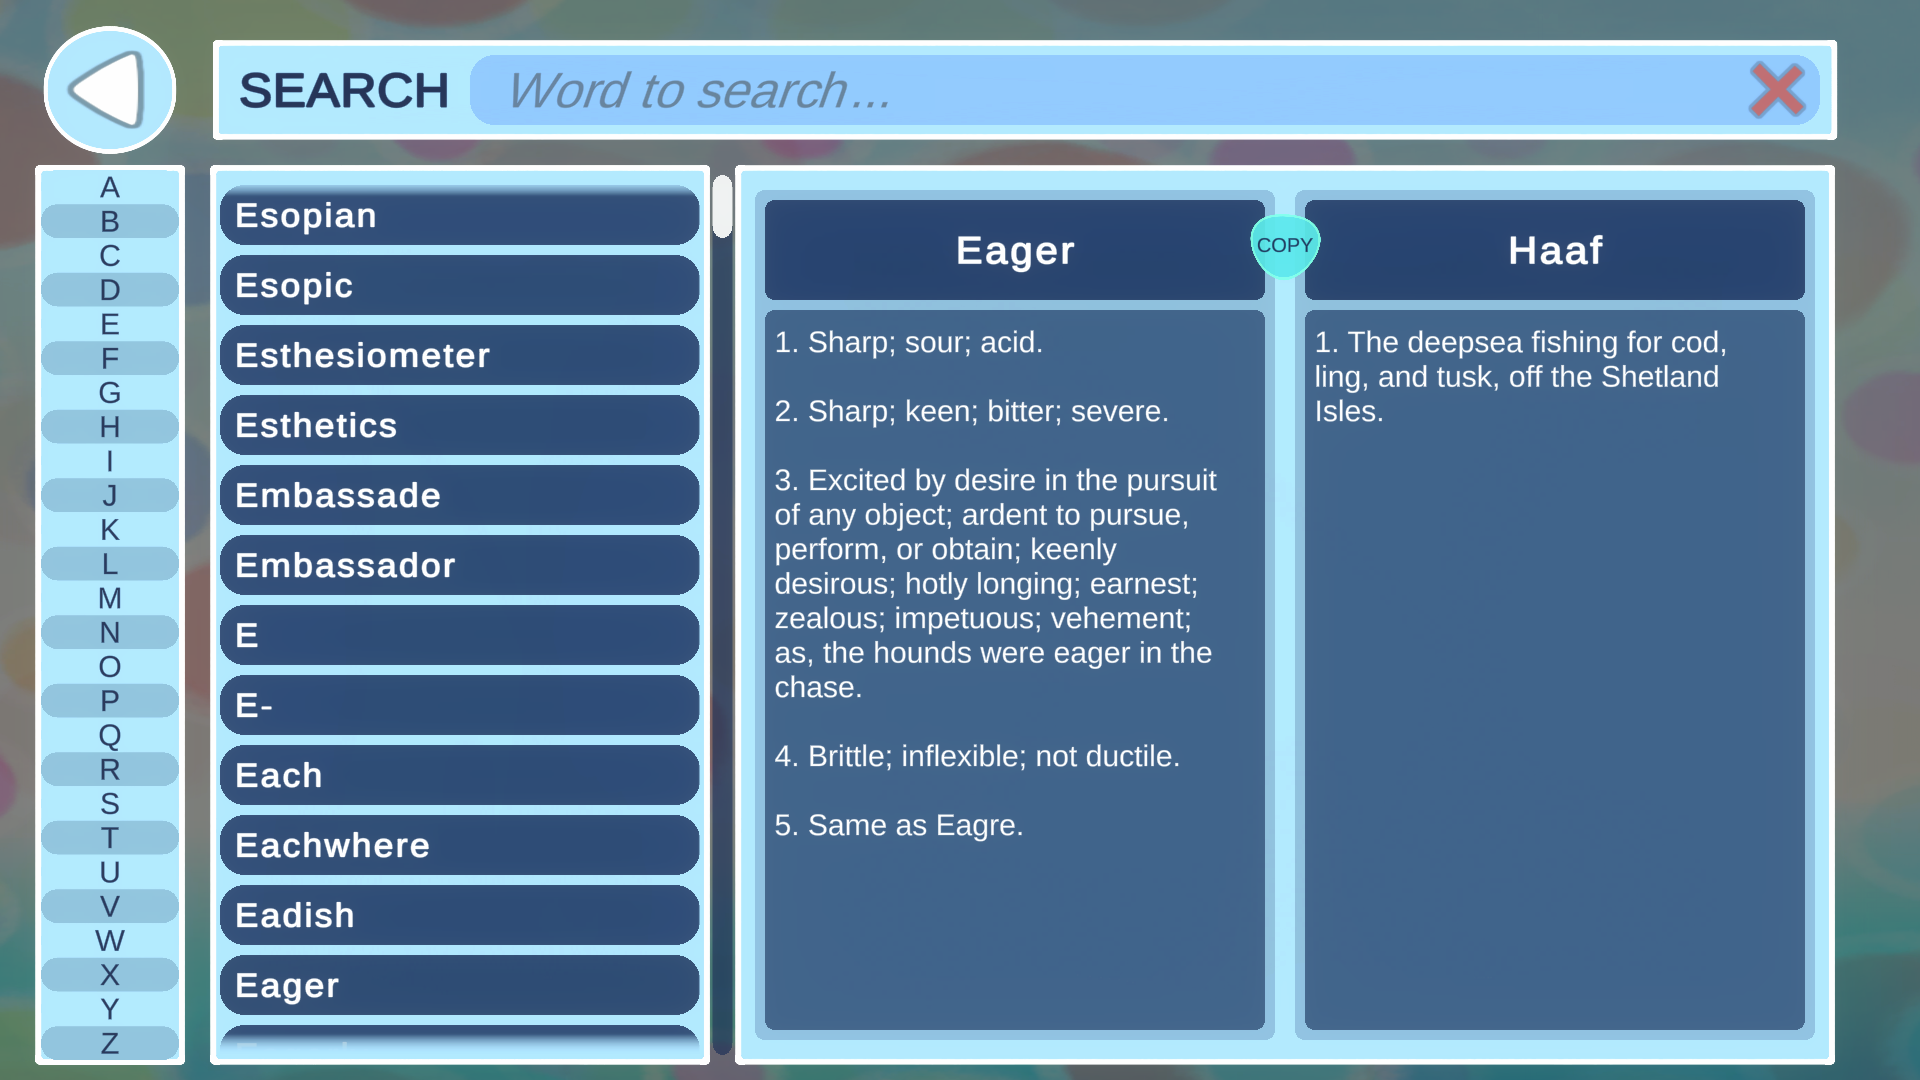 SEARCH
Word to search...
A
B
C
D
E
F
G
H
I
J
K
L
M
N
O
P
Q
R
S
T
U
V
W
X
Y
Z
Esopian
Esopic
Esthesiometer
Esthetics
Embassade
Embassador
E
E-
Each
Eachwhere
Eadish
Eager
Eager
1. Sharp; sour; acid.
2. Sharp; keen; bitter; severe.
3. Excited by desire in the pursuit
of any object; ardent to pursue,
perform, or obtain; keenly
desirous; hotly longing; earnest;
zealous; impetuous; vehement;
as, the hounds were eager in the
chase.
4. Brittle; inflexible; not ductile.
5. Same as Eagre.
COPY
Haaf
1. The deepsea fishing for cod,
ling, and tusk, off the Shetland
Isles.